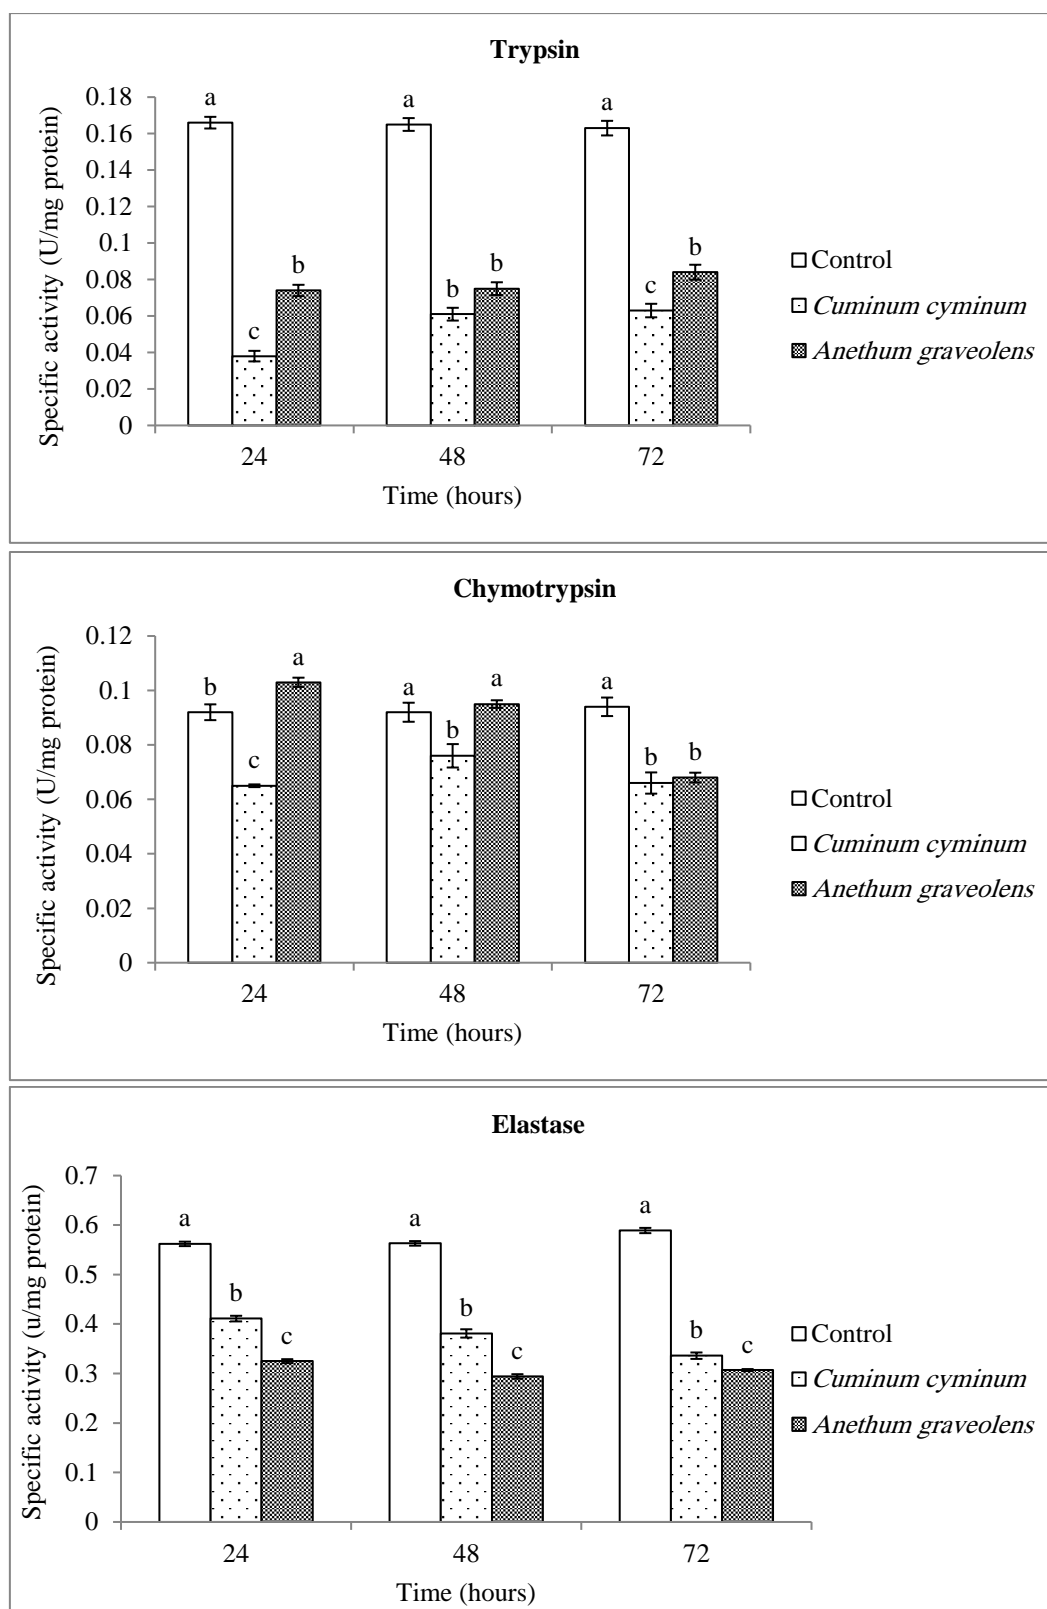 Trypsin
Specific activity (U/mg protein)
0.18
0.16
0.14
0.12
0.1
0.08
0.06
0.04
0.02
0
a
c
b
a
b
b
a
c
b
24
48
72
Time (hours)
Control
Cuminum cyminum
Anethum graveolens
Chymotrypsin
Specific activity (U/mg protein)
0.12
0.1
0.08
0.06
0.04
0.02
0
b
c
a
a
b
a
a
b
b
24
48
72
Time (hours)
Control
Cuminum cyminum
Anethum graveolens
Elastase
Specific activity (u/mg protein)
0.7
0.6
0.5
0.4
0.3
0.2
0.1
0
a
b
c
a
b
c
a
b
c
24
48
72
Time (hours)
Control
Cuminum cyminum
Anethum graveolens